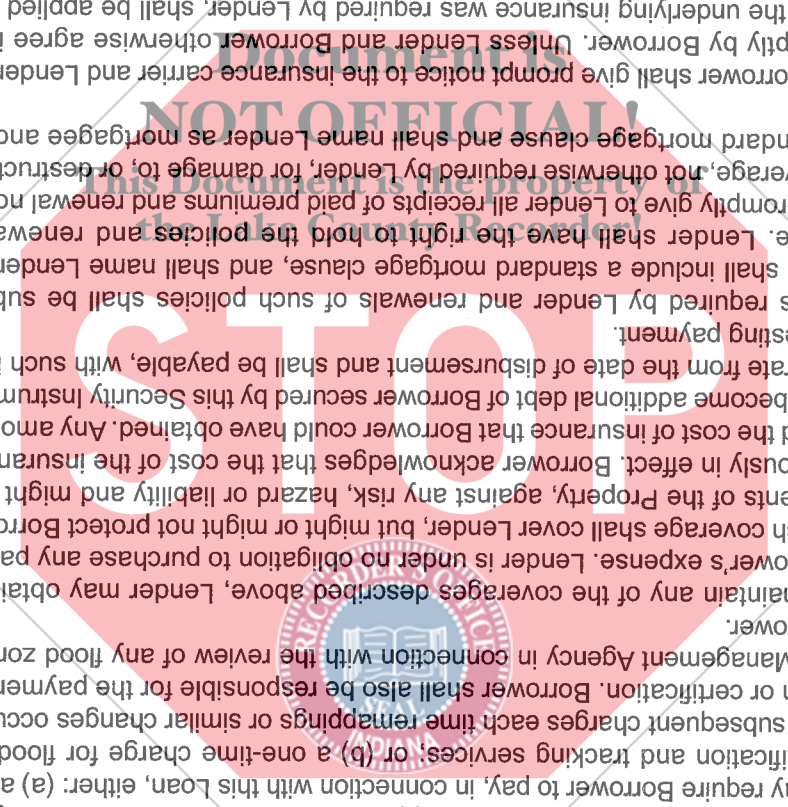 Document is
NOT OFFICIAL!
This Document is the property of
the Lake County Recorder!
STOP
RECORDER'S OFFICE
SEAL
INDIANA
ay require Borrower to pay, in connection with this Loan, either: (a) a
ification and tracking services; or (b) a one-time charge for flood
subsequent charges each time remappings or similar changes occu
n or certification. Borrower shall also be responsible for the paymen
Management Agency in connection with the review of any flood zon
rower.
aintain any of the coverages described above, Lender may obtai
ower's expense. Lender is under no obligation to purchase any pa
h coverage shall cover Lender, but might or might not protect Borro
ents of the Property, against any risk, hazard or liability and might
ously in effect. Borrower acknowledges that the cost of the insuran
d the cost of insurance that Borrower could have obtained. Any amo
become additional debt of Borrower secured by this Security Instrum
rate from the date of disbursement and shall be payable, with such i
esting payment.
s required by Lender and renewals of such policies shall be sub
shall include a standard mortgage clause, and shall name Lender
e. Lender shall have the right to hold the policies and renewa
romptly give to Lender all receipts of paid premiums and renewal no
verage, not otherwise required by Lender, for damage to, or destruct
ndard mortgage clause and shall name Lender as mortgagee and
orrower shall give prompt notice to the insurance carrier and Lender
ptly by Borrower. Unless Lender and Borrower otherwise agree i
the underlying insurance was required by Lender, shall be applied